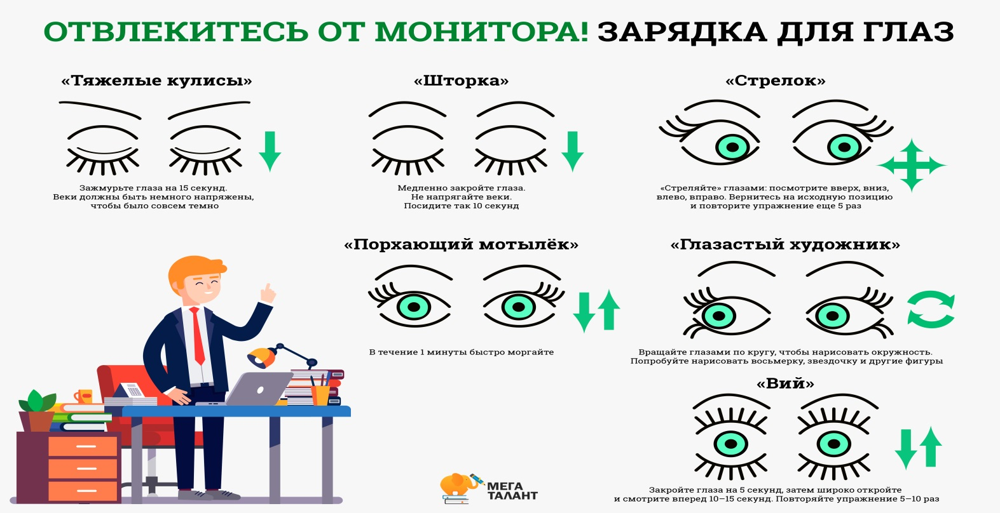 ОТВЛЕКИТЕСЬ ОТ МОНИТОРА! ЗАРЯДКА ДЛЯ ГЛАЗ
«Тяжелые кулисы»
Зажмурьте глаза на 15 секунд.
Веки должны быть немного напряжены,
чтобы было совсем темно
«Шторка»
Медленно закройте глаза.
Не напрягайте веки.
Посидите так 10 секунд
«Стрелок»
«Стреляйте» глазами: посмотрите вверх, вниз,
влево, вправо. Вернитесь на исходную позицию
и повторите упражнение еще 5 раз
«Порхающий мотылёк»
В течение 1 минуты быстро моргайте
«Глазастый художник»
Вращайте глазами по кругу, чтобы нарисовать окружность.
Попробуйте нарисовать восьмерку, звездочку и другие фигуры
«Вий»
Закройте глаза на 5 секунд, затем широко откройте
и смотрите вперед 10–15 секунд. Повторяйте упражнение 5–10 раз
МЕГА
ТАЛАНТ